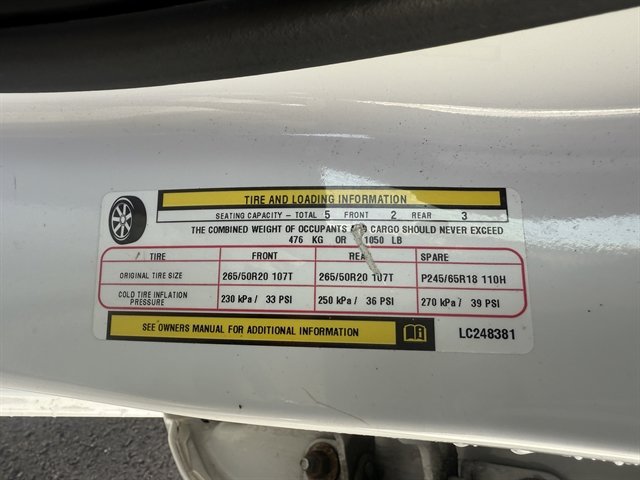 TIRE AND LOADING INFORMATION
SEATING CAPACITY - TOTAL 5 FRONT 2 REAR 3
THE COMBINED WEIGHT OF OCCUPANTS AND CARGO SHOULD NEVER EXCEED
476 KG OR 1050 LB
TIRE FRONT REAR SPARE
ORIGINAL TIRE SIZE 265/50R20 107T 265/50R20 107T P245/65R18 110H
COLD TIRE INFLATION PRESSURE 230 kPa / 33 PSI 250 kPa / 36 PSI 270 kPa / 39 PSI
SEE OWNERS MANUAL FOR ADDITIONAL INFORMATION
LC248381